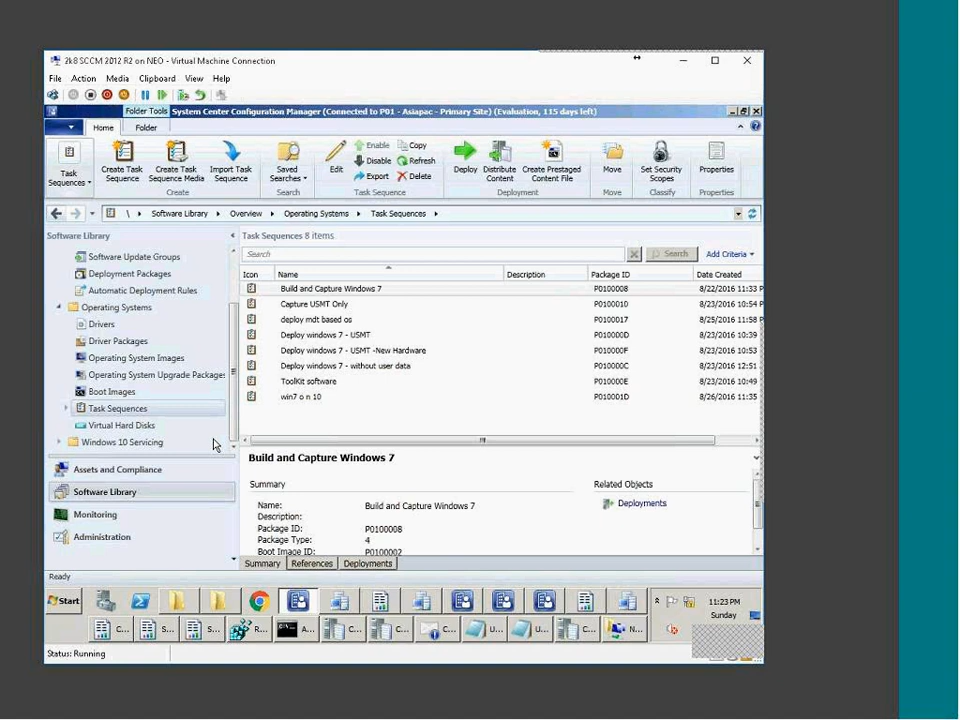 2k8 SCCM 2012 R2 on NEO - Virtual Machine Connection
File Action Media Clipboard View Help
Folder Tools System Center Configuration Manager (Connected to P01 - Asiapac - Primary Site) (Evaluation, 115 days left)
Home Folder
Task Sequences
Create Task Sequence
Create Task Sequence Media
Import Task Sequence
Create
Saved Searches
Search
Edit
Enable Copy
Disable Refresh
Export Delete
Task Sequence
Deploy
Distribute Content
Create Prestaged Content File
Deployment
Move
Move
Set Security Scopes
Classify
Properties
Properties
\ Software Library Overview Operating Systems Task Sequences
Software Library
Software Update Groups
Deployment Packages
Automatic Deployment Rules
Operating Systems
Drivers
Driver Packages
Operating System Images
Operating System Upgrade Packages
Boot Images
Task Sequences
Virtual Hard Disks
Windows 10 Servicing
Assets and Compliance
Software Library
Monitoring
Administration
Task Sequences 8 items
Search Search Add Criteria
Icon Name Description Package ID Date Created
Build and Capture Windows 7 P0100008 8/22/2016 11:33 P
Capture USMT Only P0100010 8/23/2016 10:54 P
deploy mdt based os P0100017 8/25/2016 11:58 P
Deploy windows 7 - USMT P010000D 8/23/2016 10:39
Deploy windows 7 - USMT -New Hardware P010000F 8/23/2016 10:53
Deploy windows 7 - without user data P010000C 8/23/2016 12:51
ToolKit software P010000E 8/23/2016 10:49
win7 o n 10 P010001D 8/26/2016 11:35
Build and Capture Windows 7
Summary Related Objects
Name: Build and Capture Windows 7 Deployments
Description:
Package ID: P0100008
Package Type: 4
Boot Image ID: P0100002
Summary References Deployments
Ready
Start
11:23 PM
Sunday
C... S... S... R... A... C... C... C... U... U... C... N...
Status: Running